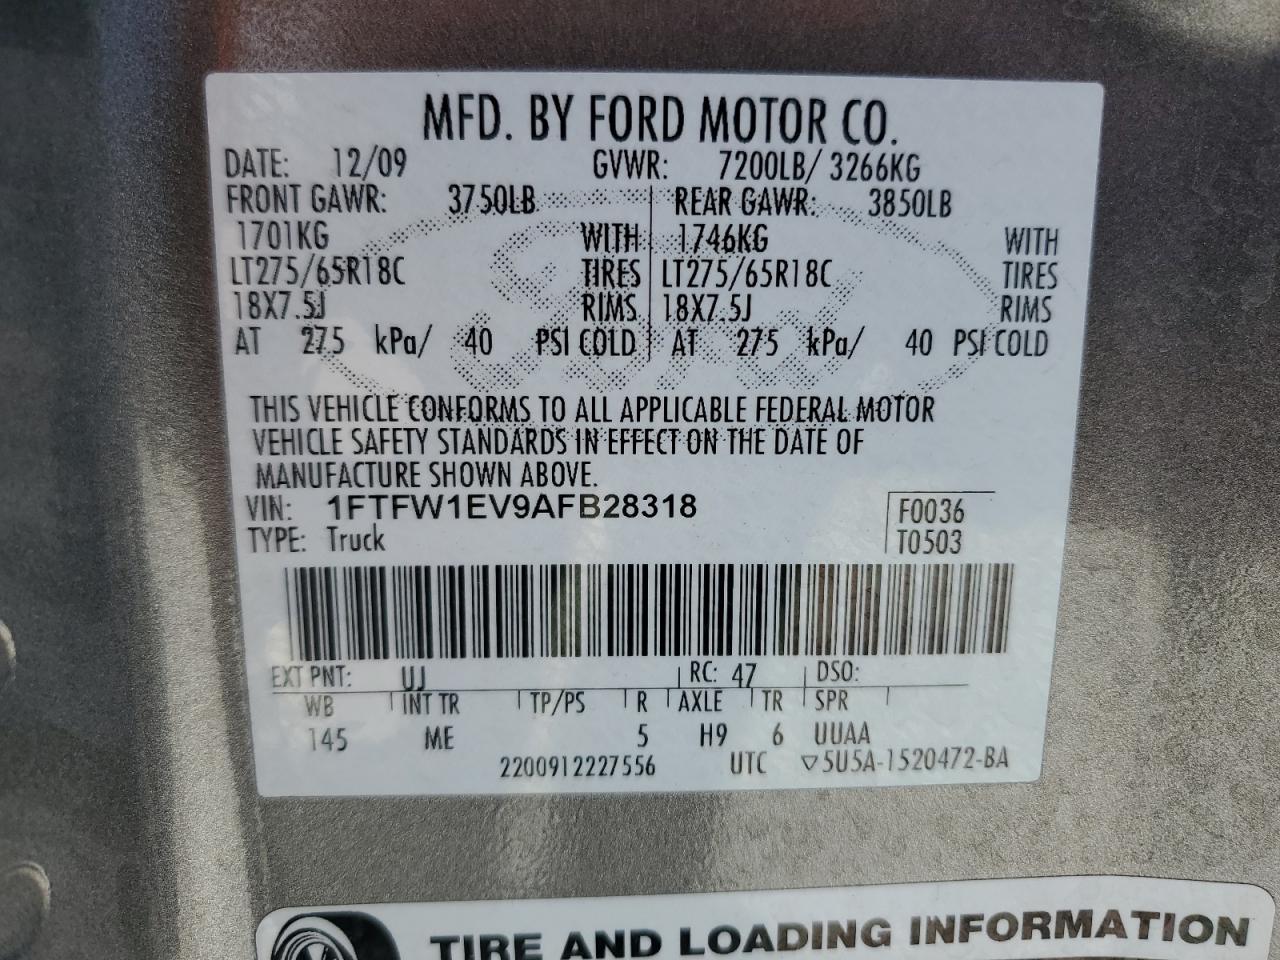 MFD. BY FORD MOTOR CO.
DATE: 12/09 GVWR: 7200LB/ 3266KG
FRONT GAWR: 3750LB REAR GAWR: 3850LB
1701KG WITH 1746KG WITH
LT275/65R18C TIRES LT275/65R18C TIRES
18X7.5J RIMS 18X7.5J RIMS
AT 275 kPa/ 40 PSI COLD AT 275 kPa/ 40 PSI COLD
THIS VEHICLE CONFORMS TO ALL APPLICABLE FEDERAL MOTOR
VEHICLE SAFETY STANDARDS IN EFFECT ON THE DATE OF
MANUFACTURE SHOWN ABOVE.
VIN: 1FTFW1EV9AFB28318 F0036
TYPE: Truck T0503
EXT PNT: UJ RC: 47 DSO:
WB INT TR TP/PS R AXLE TR SPR
145 ME 5 H9 6 UUAA
2200912227556 UTC ▽5U5A-1520472-BA
TIRE AND LOADING INFORMATION